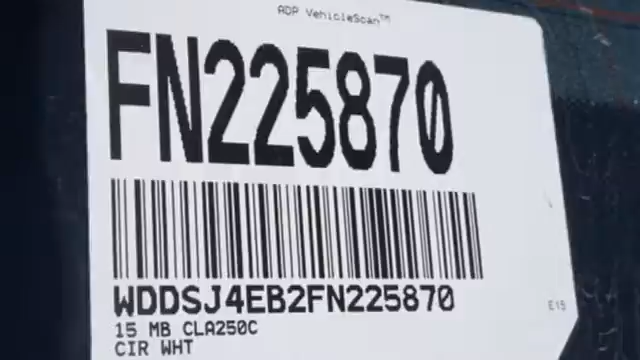 ADP VehicleScan™
FN225870
WDDSJ4EB2FN225870
15 MB CLA250C
CIR WHT
E15